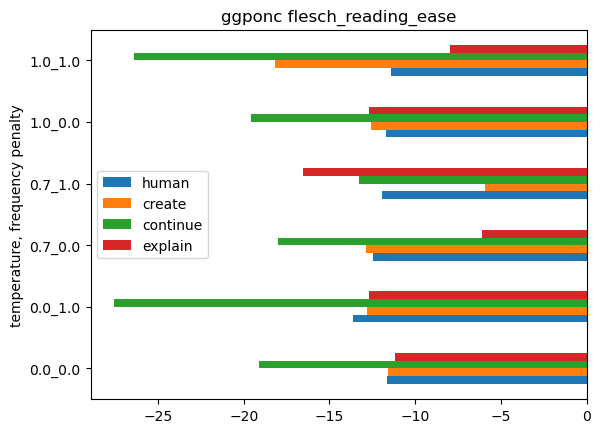 ggponc flesch_reading_ease
temperature, frequency penalty
1.0_1.0
1.0_0.0
0.7_1.0
0.7_0.0
0.0_1.0
0.0_0.0
human
create
continue
explain
−25
−20
−15
−10
−5
0